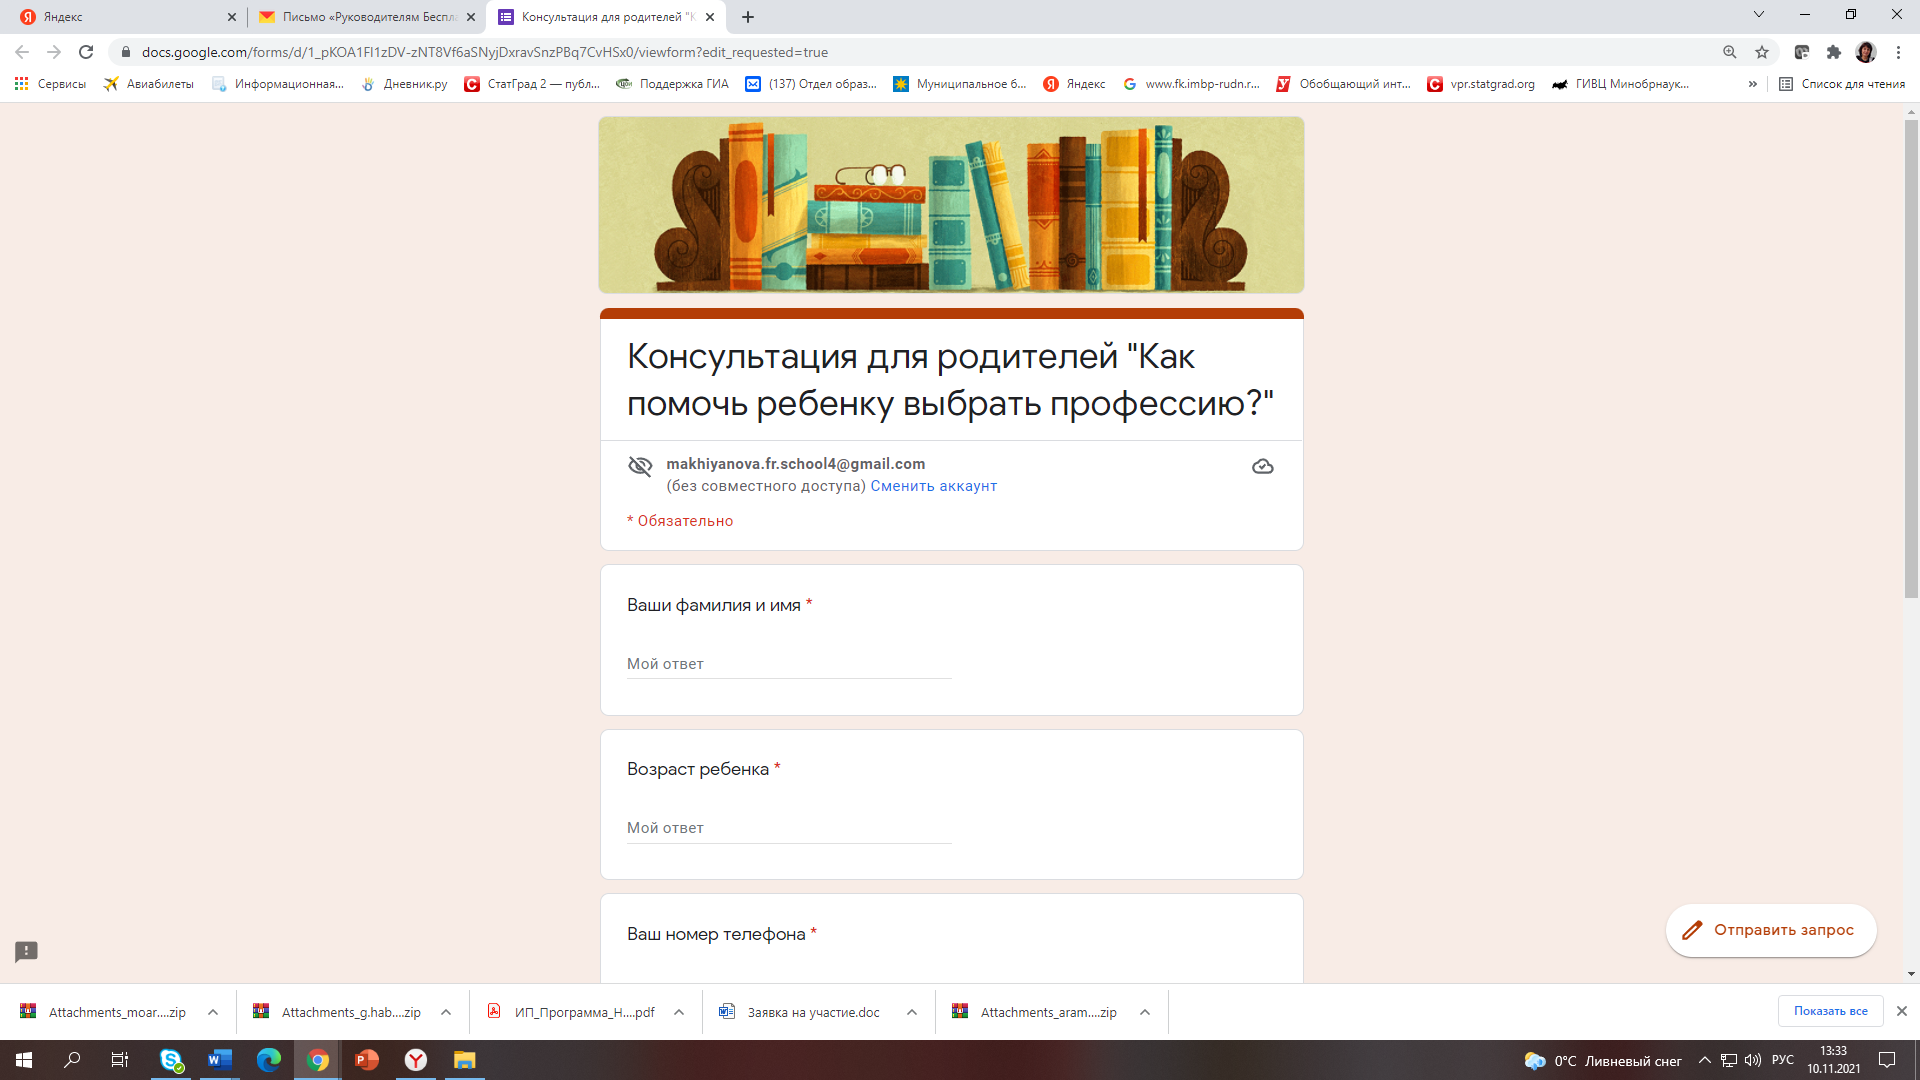 Яндекс
Письмо «Руководителям Беспла
Консультация для родителей "К
docs.google.com/forms/d/1_pKOA1Fl1zDV-zNT8Vf6aSNyjDxravSnzPBq7CvHSx0/viewform?edit_requested=true
Сервисы Авиабилеты Информационная... Дневник.ру СтатГрад 2 — публ... Поддержка ГИА (137) Отдел образ... Муниципальное б... Яндекс www.fk.imbp-rudn.r... Обобщающий инт... vpr.statgrad.org ГИВЦ Минобрнаук... » Список для чтения
Консультация для родителей "Как
помочь ребенку выбрать профессию?"
makhiyanova.fr.school4@gmail.com
(без совместного доступа) Сменить аккаунт
* Обязательно
Ваши фамилия и имя *
Мой ответ
Возраст ребенка *
Мой ответ
Ваш номер телефона *
Отправить запрос
Attachments_moar....zip Attachments_g.hab....zip ИП_Программа_Н....pdf Заявка на участие.doc Attachments_aram....zip Показать все
0°C Ливневый снег РУС 13:33
10.11.2021